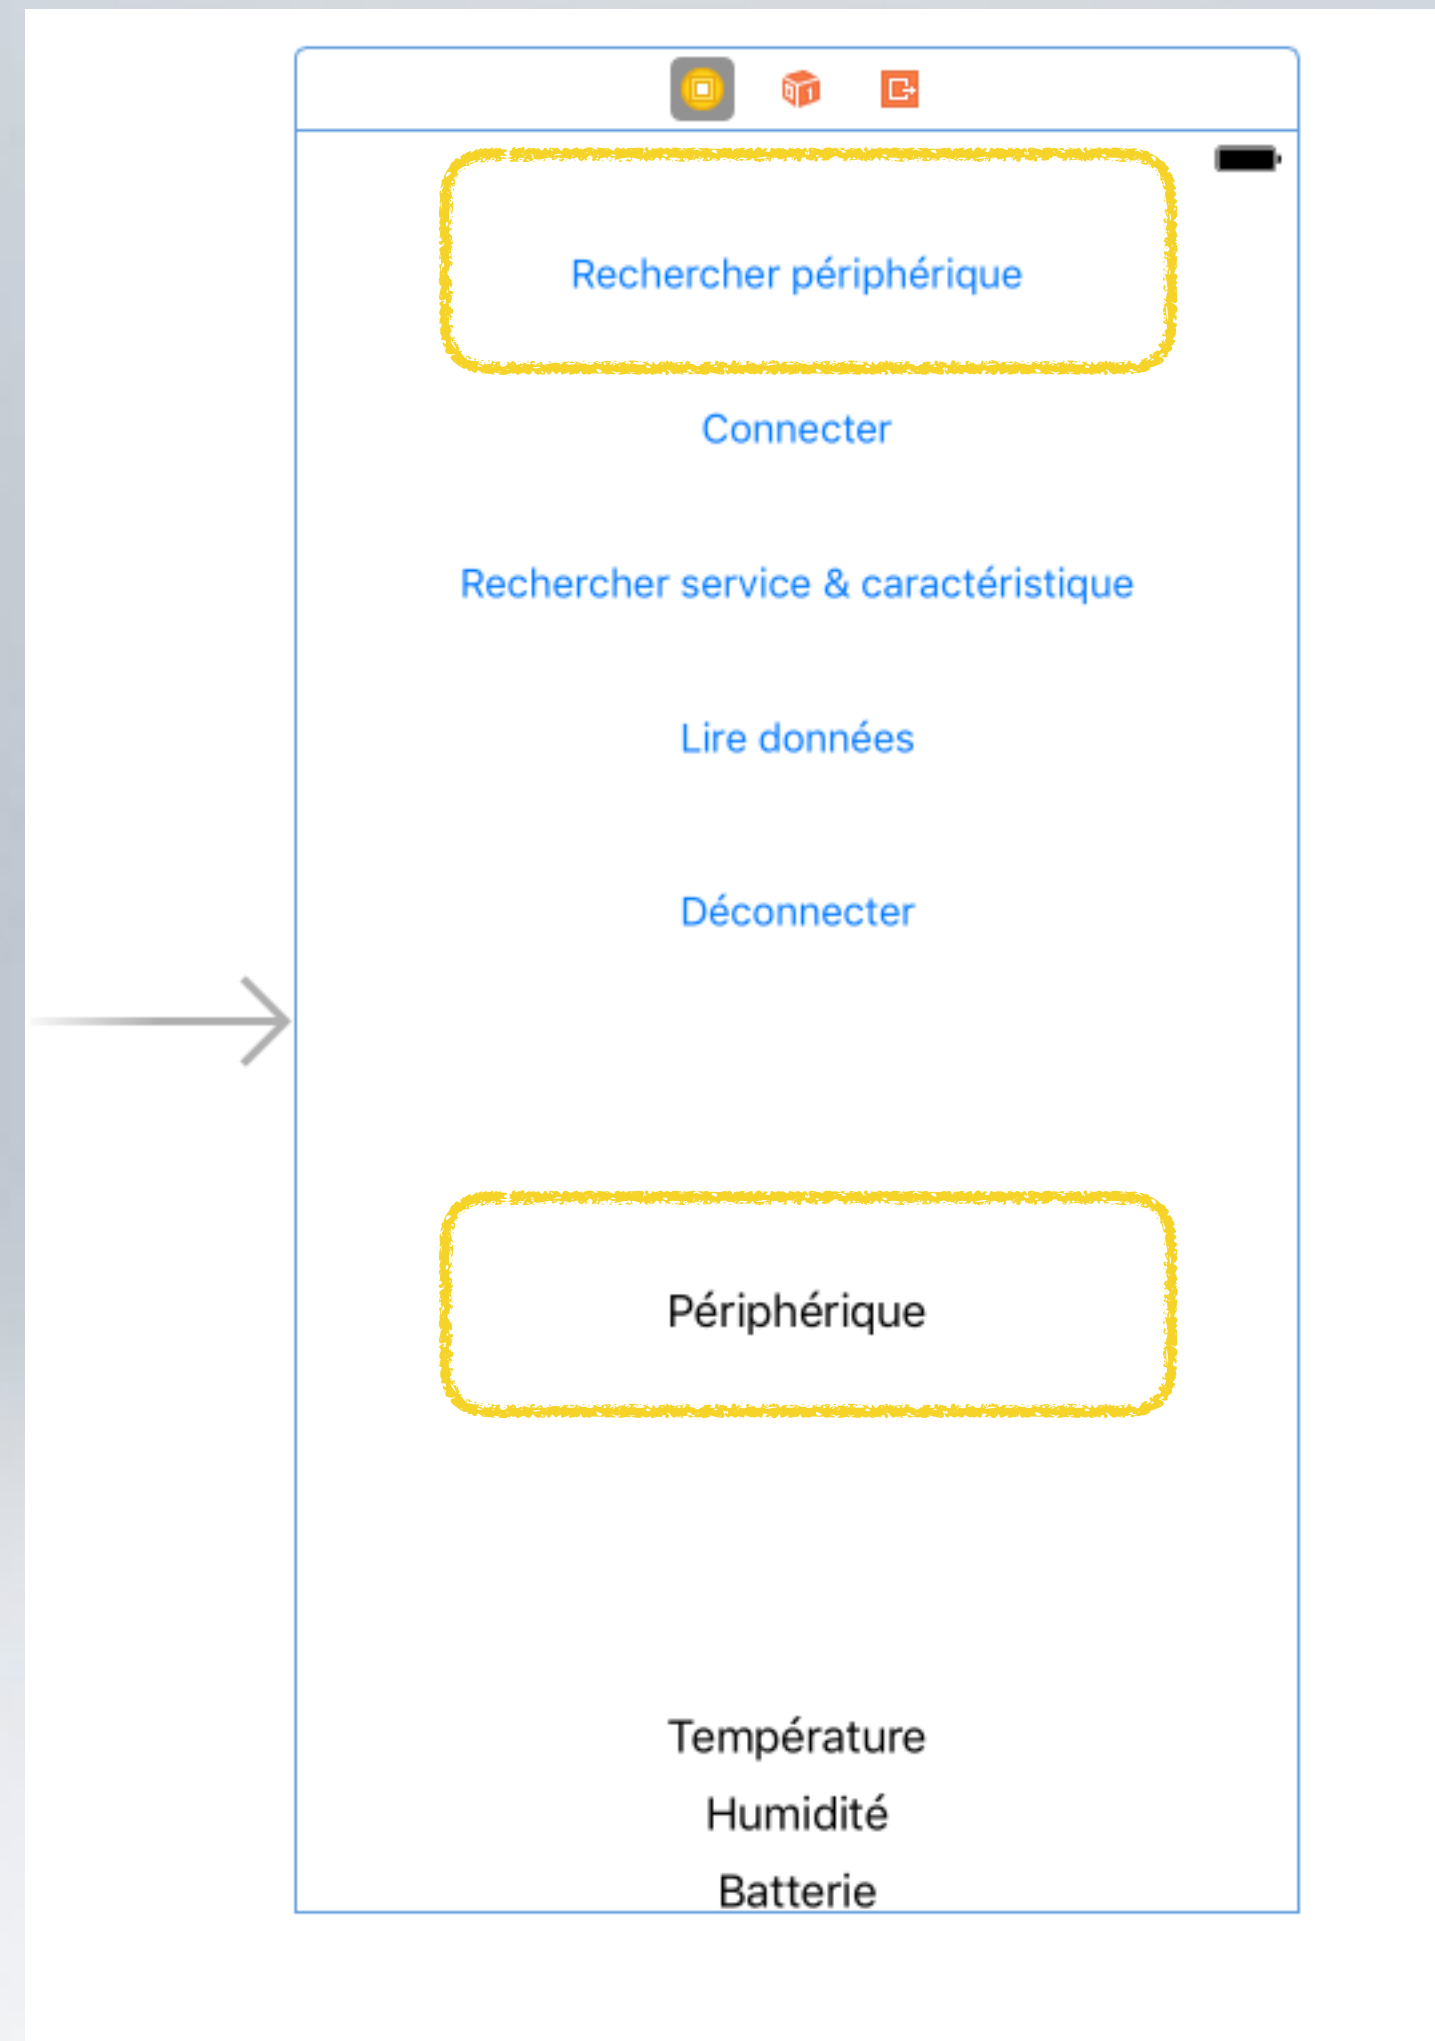 Rechercher périphérique
Connecter
Rechercher service & caractéristique
Lire données
Déconnecter
Périphérique
Température
Humidité
Batterie